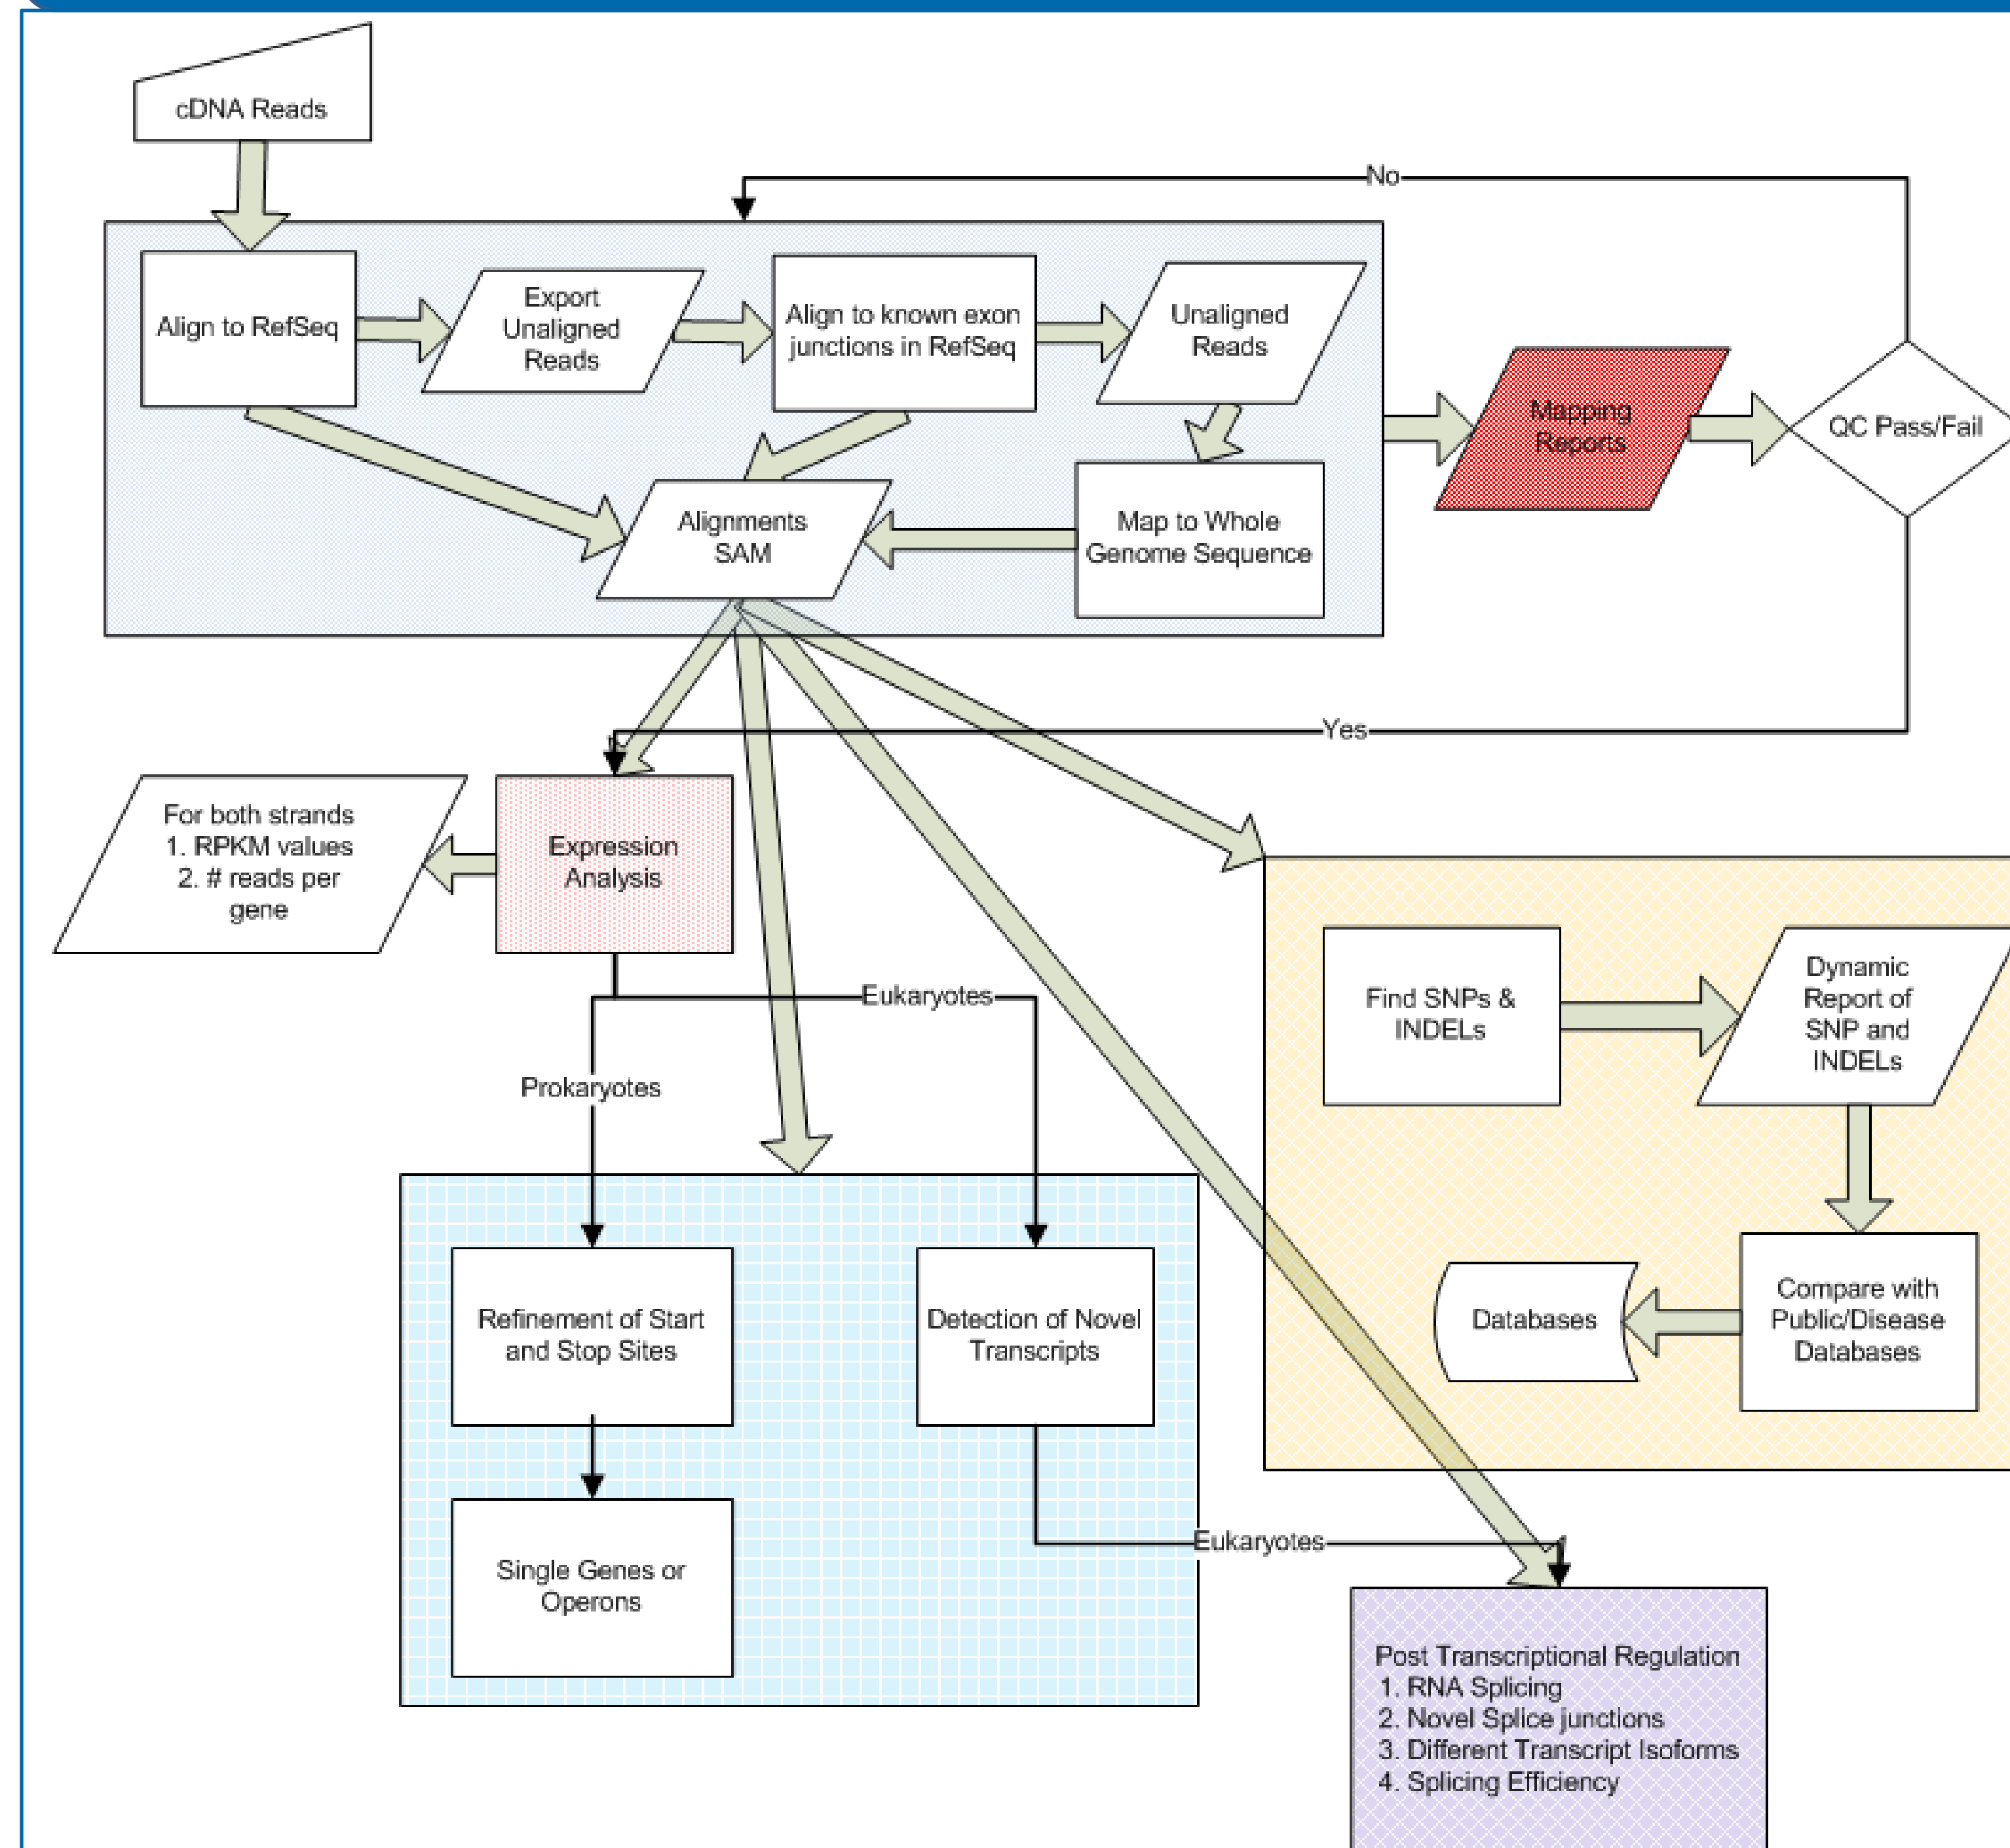 cDNA Reads
No
Align to RefSeq
Export
Unaligned
Reads
Align to known exon
junctions in RefSeq
Unaligned
Reads
Mapping
Reports
QC Pass/Fail
Alignments
SAM
Map to Whole
Genome Sequence
Yes
For both strands
1. RPKM values
2. # reads per
gene
Expression
Analysis
Eukaryotes
Prokaryotes
Find SNPs &
INDELs
Dynamic
Report of
SNP and
INDELs
Refinement of Start
and Stop Sites
Detection of Novel
Transcripts
Databases
Compare with
Public/Disease
Databases
Eukaryotes
Single Genes or
Operons
Post Transcriptional Regulation
1. RNA Splicing
2. Novel Splice junctions
3. Different Transcript Isoforms
4. Splicing Efficiency